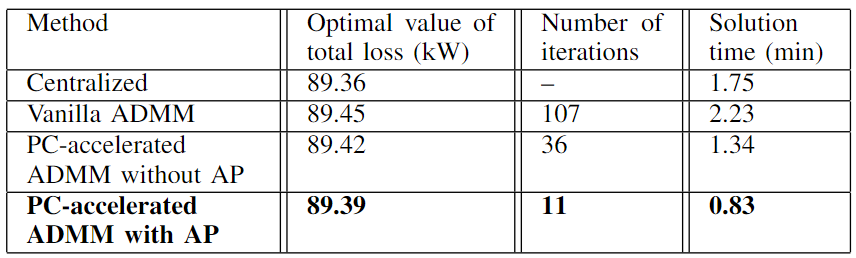 Method Optimal value of Number of Solution
total loss (kW) iterations time (min)
Centralized 89.36 – 1.75
Vanilla ADMM 89.45 107 2.23
PC-accelerated 89.42 36 1.34
ADMM without AP
PC-accelerated 89.39 11 0.83
ADMM with AP